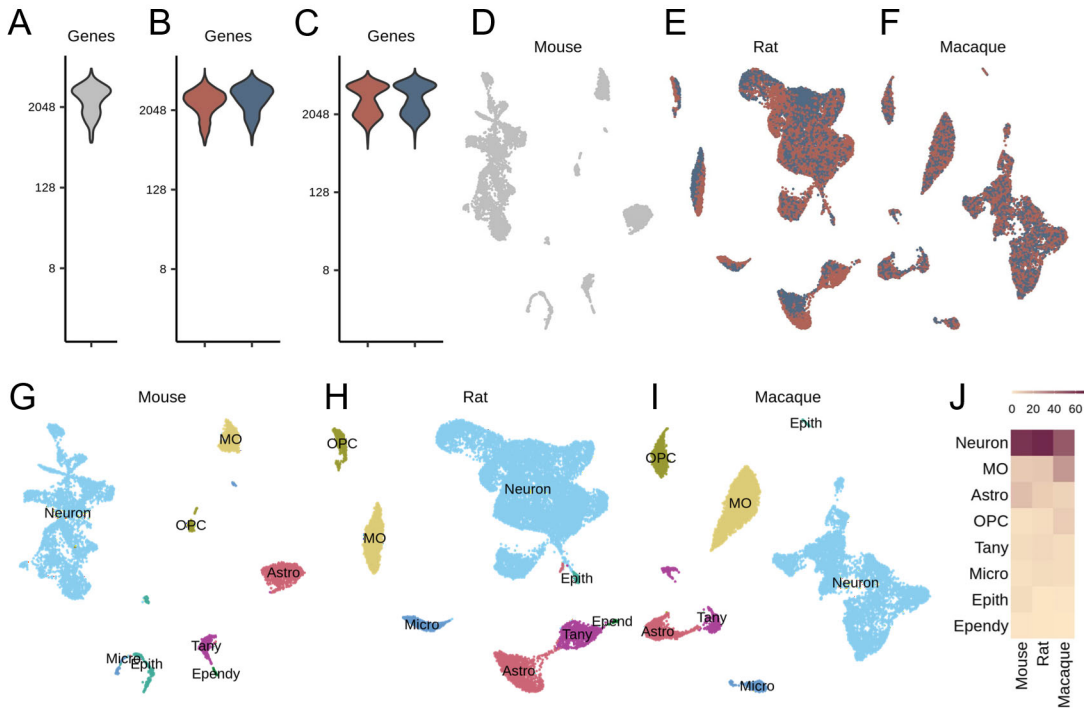 A
B
C
D
E
F
Genes
Genes
Genes
Mouse
Rat
Macaque
2048
128
8
2048
128
8
2048
128
8
G
H
I
J
Mouse
Rat
Macaque
Neuron
MO
OPC
Astro
Tany
Micro
Epith
Ependy
OPC
Neuron
MO
Epith
Micro
Tany
Epend
Astro
Epith
OPC
MO
Neuron
Tany
Astro
Micro
0 20 40 60
Neuron
MO
Astro
OPC
Tany
Micro
Epith
Ependy
Mouse
Rat
Macaque